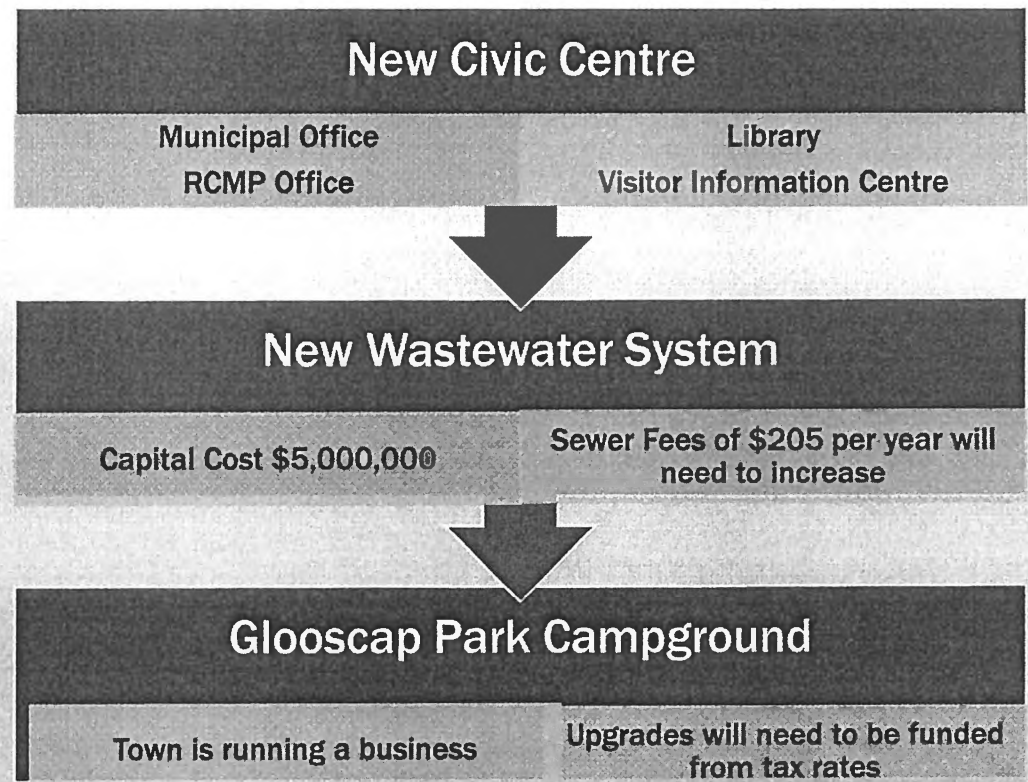 New Civic Centre
Municipal Office
RCMP Office
Library
Visitor Information Centre
New Wastewater System
Capital Cost $5,000,000
Sewer Fees of $205 per year will
need to increase
Glooscap Park Campground
Town is running a business
Upgrades will need to be funded
from tax rates